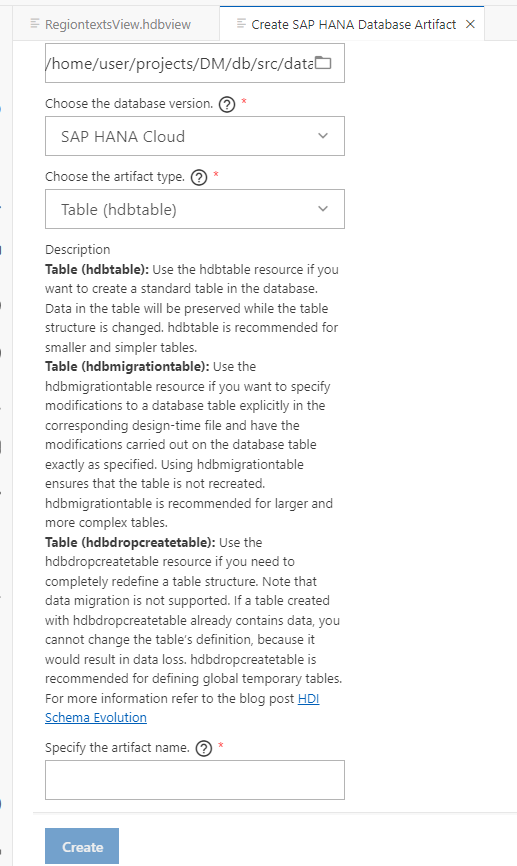 RegiontextsView.hdbview
Create SAP HANA Database Artifact
/home/user/projects/DM/db/src/data
Choose the database version. *
SAP HANA Cloud
Choose the artifact type. *
Table (hdbtable)
Description
Table (hdbtable): Use the hdbtable resource if you
want to create a standard table in the database.
Data in the table will be preserved while the table
structure is changed. hdbtable is recommended for
smaller and simpler tables.
Table (hdbmigrationtable): Use the
hdbmigrationtable resource if you want to specify
modifications to a database table explicitly in the
corresponding design-time file and have the
modifications carried out on the database table
exactly as specified. Using hdbmigrationtable
ensures that the table is not recreated.
hdbmigrationtable is recommended for larger and
more complex tables.
Table (hdbdropcreatetable): Use the
hdbdropcreatetable resource if you need to
completely redefine a table structure. Note that
data migration is not supported. If a table created
with hdbdropcreatetable already contains data, you
cannot change the table's definition, because it
would result in data loss. hdbdropcreatetable is
recommended for defining global temporary tables.
For more information refer to the blog post HDI
Schema Evolution
Specify the artifact name. *
Create